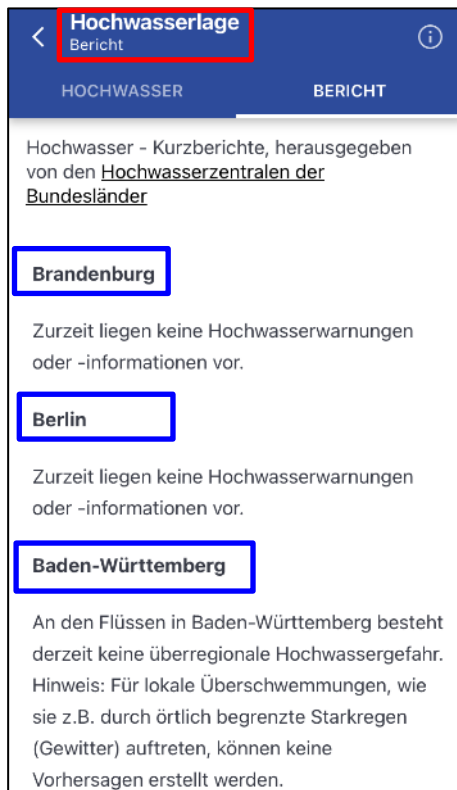 Hochwasserlage
Bericht
HOCHWASSER
BERICHT
Hochwasser - Kurzberichte, herausgegeben
von den Hochwasserzentralen der
Bundesländer
Brandenburg
Zurzeit liegen keine Hochwasserwarnungen
oder -informationen vor.
Berlin
Zurzeit liegen keine Hochwasserwarnungen
oder -informationen vor.
Baden-Württemberg
An den Flüssen in Baden-Württemberg besteht
derzeit keine überregionale Hochwassergefahr.
Hinweis: Für lokale Überschwemmungen, wie
sie z.B. durch örtlich begrenzte Starkregen
(Gewitter) auftreten, können keine
Vorhersagen erstellt werden.